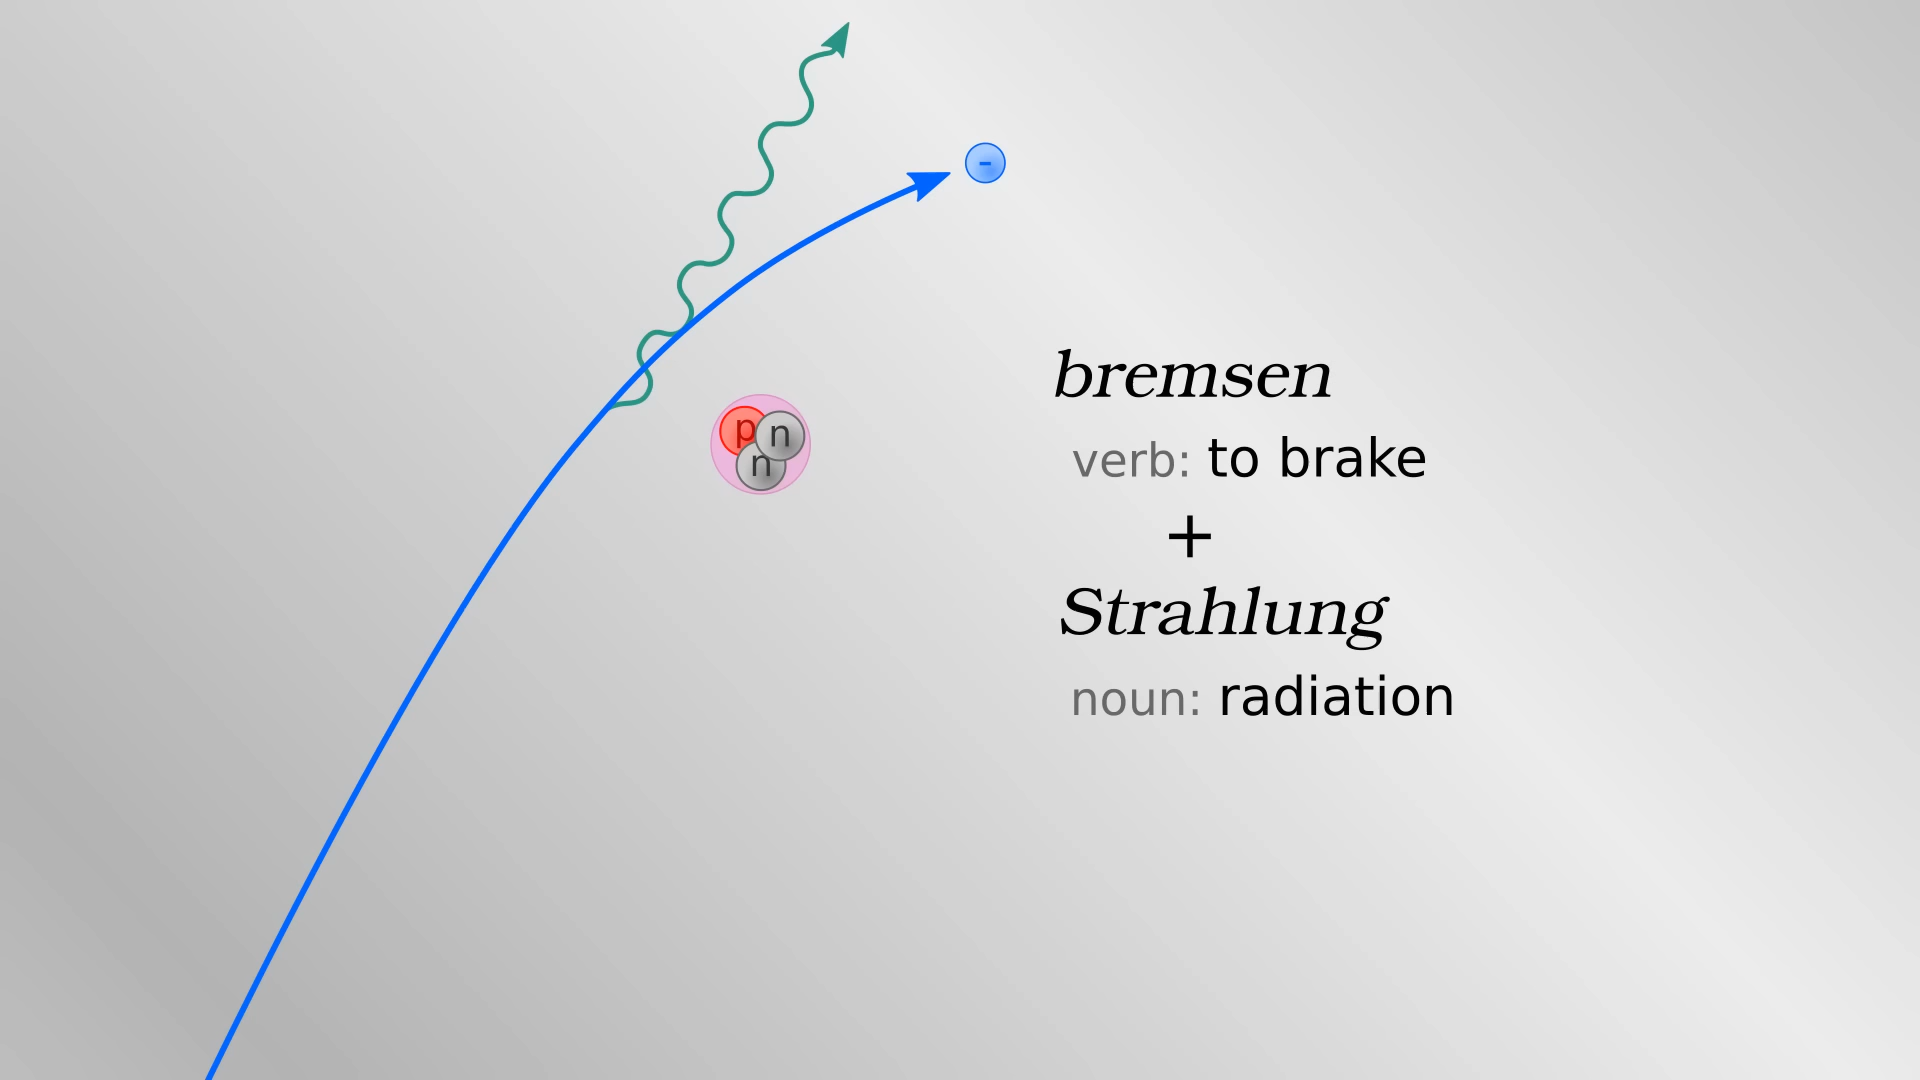 -
p n
n
bremsen
verb: to brake
+
Strahlung
noun: radiation